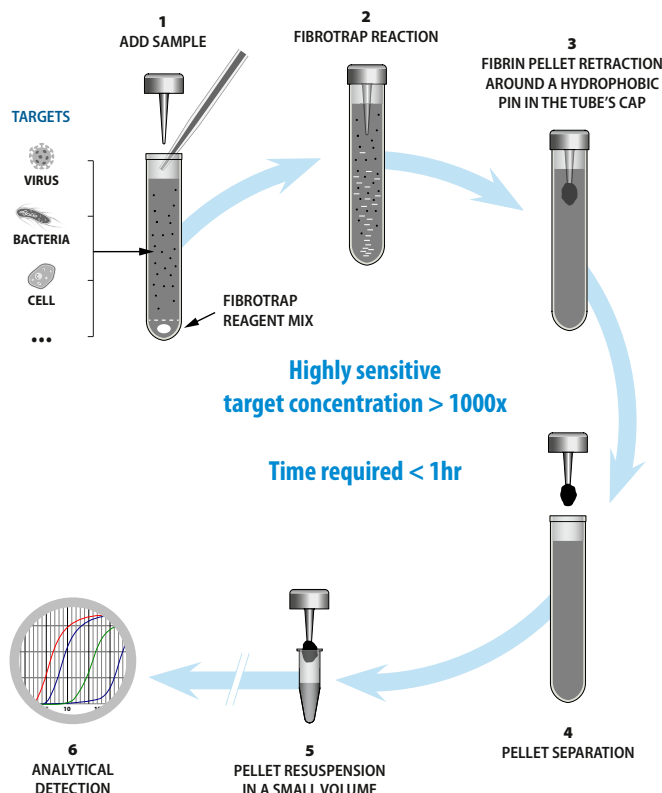 1
ADD SAMPLE
2
FIBROTRAP REACTION
3
FIBRIN PELLET RETRACTION
AROUND A HYDROPHOBIC
PIN IN THE TUBE'S CAP
TARGETS
VIRUS
BACTERIA
CELL
...
FIBROTRAP
REAGENT MIX
Highly sensitive
target concentration > 1000x
Time required < 1hr
4
PELLET SEPARATION
5
PELLET RESUSPENSION
IN A SMALL VOLUME
10
6
ANALYTICAL
DETECTION